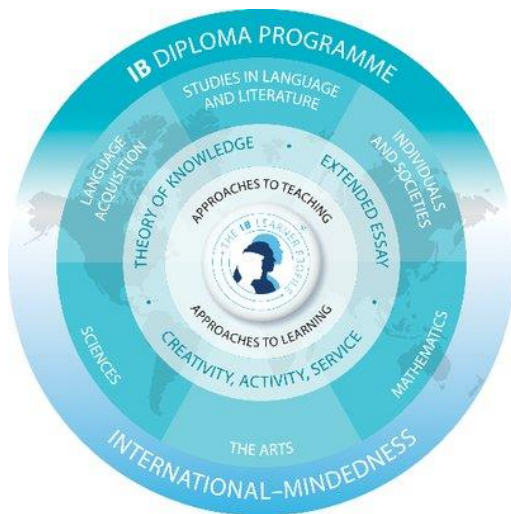 IB DIPLOMA PROGRAMME
STUDIES IN LANGUAGE
AND LITERATURE
LANGUAGE
ACQUISITION
INDIVIDUALS
AND SOCIETIES
THEORY OF KNOWLEDGE
EXTENDED ESSAY
APPROACHES TO TEACHING
THE IB LEARNER PROFILE
APPROACHES TO LEARNING
CREATIVITY, ACTIVITY, SERVICE
SCIENCES
MATHEMATICS
THE ARTS
INTERNATIONAL–MINDEDNESS